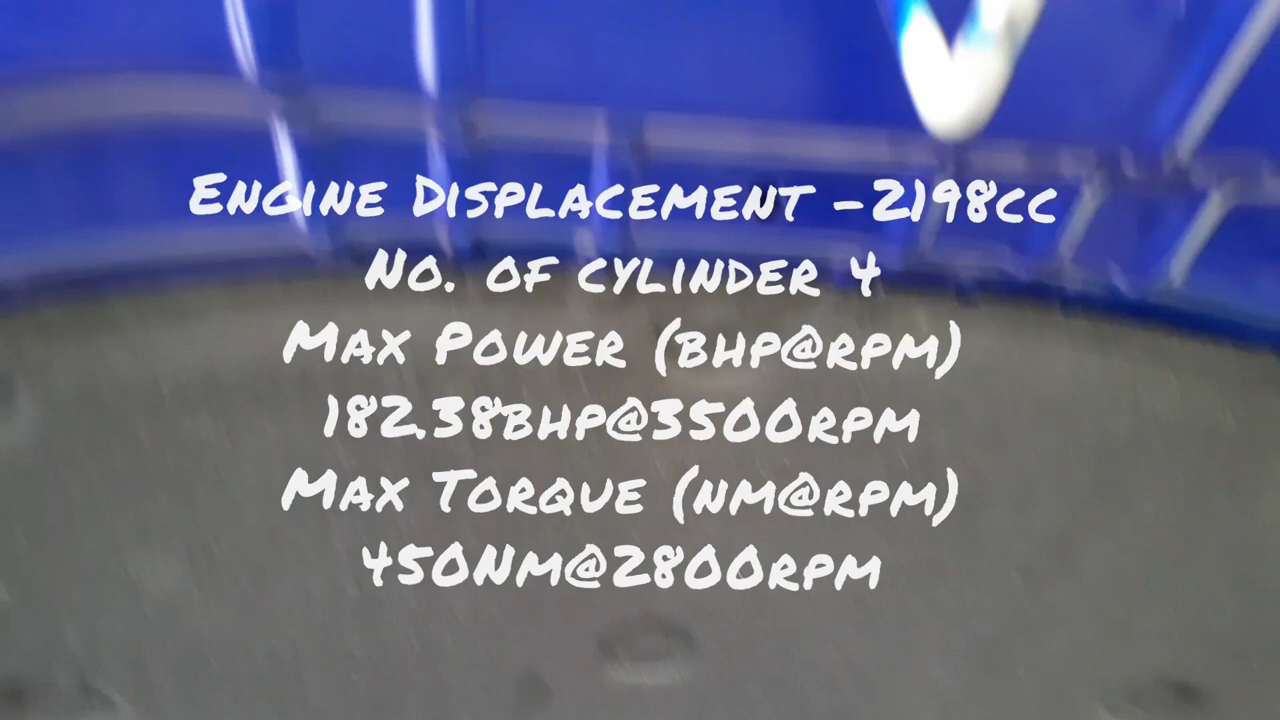 Engine Displacement -2198cc
No. of cylinder 4
Max Power (bhp@rpm)
182.38bhp@3500rpm
Max Torque (nm@rpm)
450Nm@2800rpm